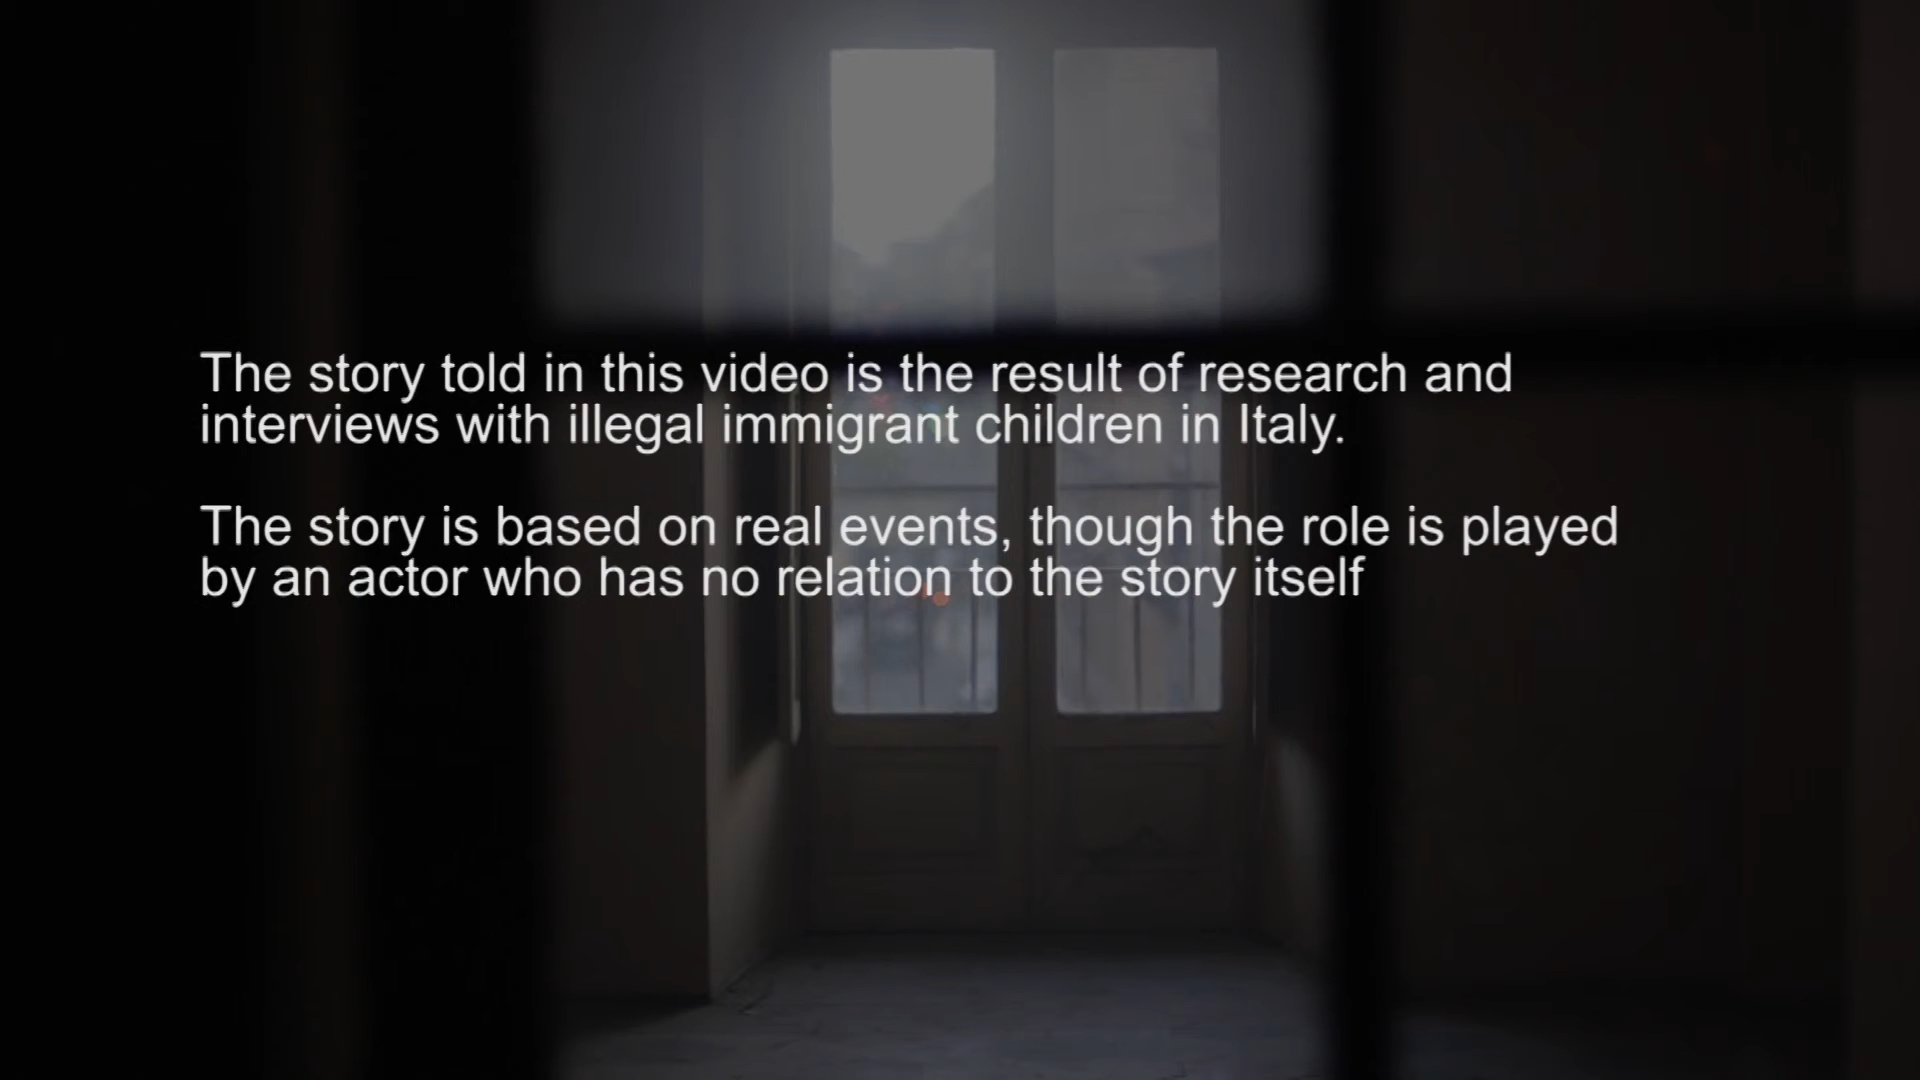 The story told in this video is the result of research and
interviews with illegal immigrant children in Italy.
The story is based on real events, though the role is played
by an actor who has no relation to the story itself